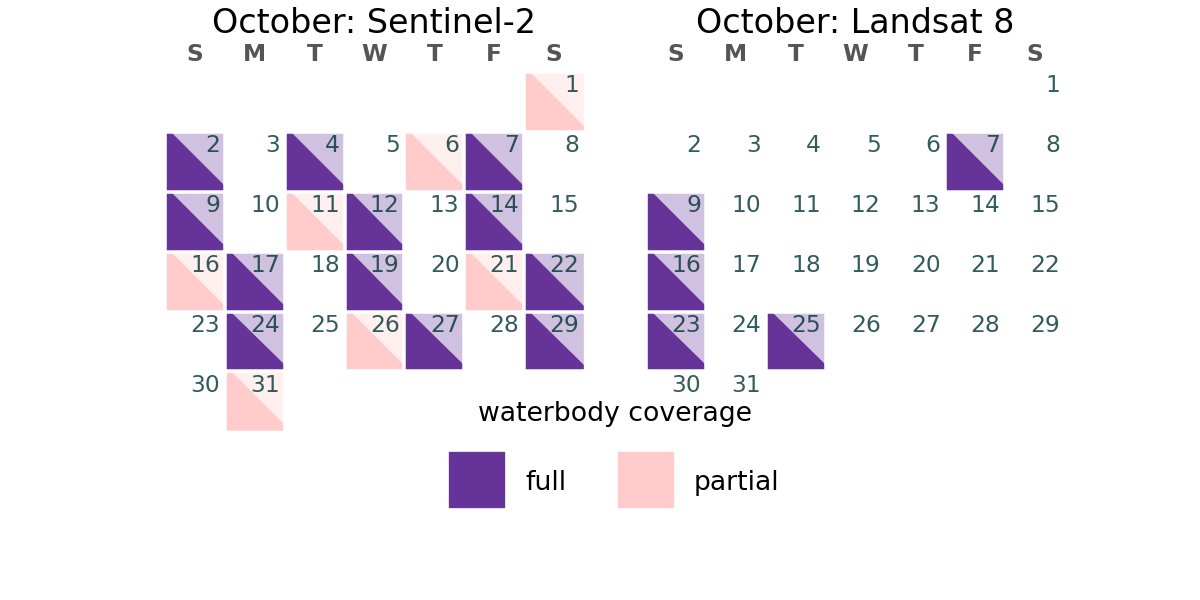 October: Sentinel-2
S M T W T F S
1
2 3 4 5 6 7 8
9 10 11 12 13 14 15
16 17 18 19 20 21 22
23 24 25 26 27 28 29
30 31
October: Landsat 8
S M T W T F S
1
2 3 4 5 6 7 8
9 10 11 12 13 14 15
16 17 18 19 20 21 22
23 24 25 26 27 28 29
30 31
waterbody coverage
full
partial